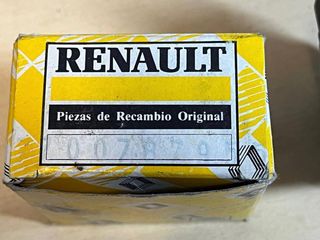 RENAULT
Piezas de Recambio Original